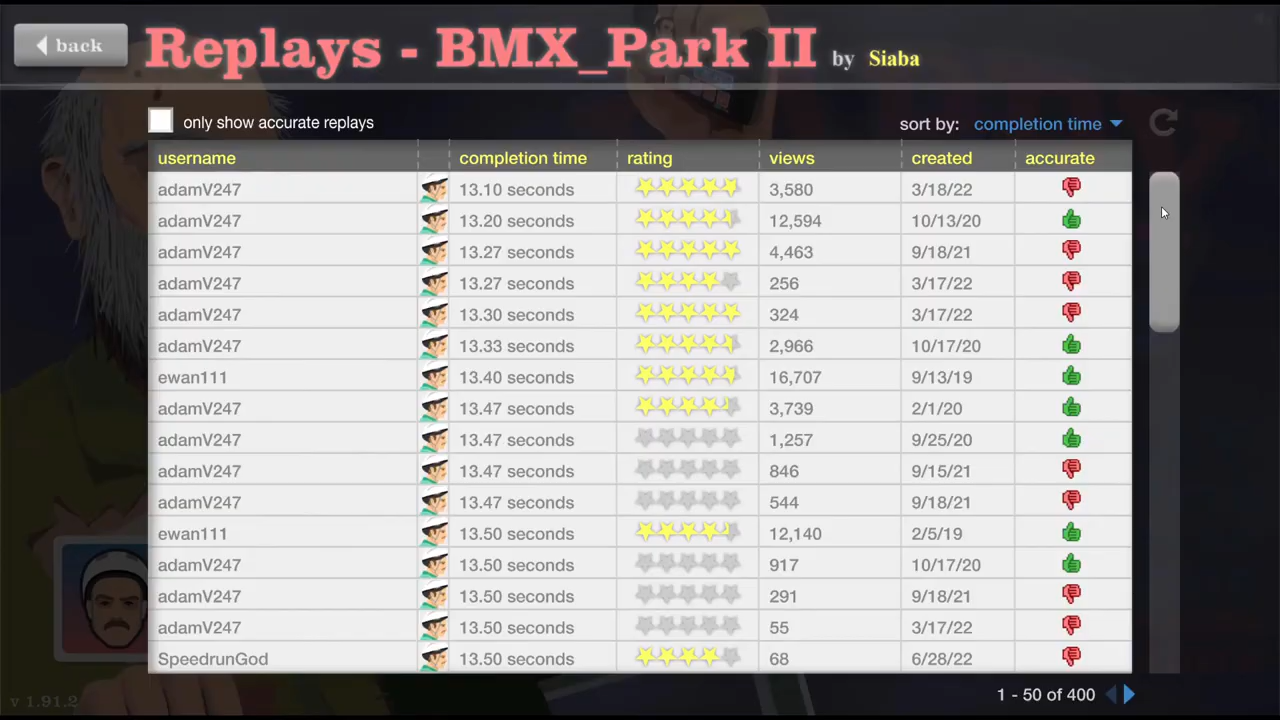 back
Replays - BMX_Park II by Siaba
only show accurate replays
sort by: completion time
username completion time rating views created accurate
adamV247 13.10 seconds 3,580 3/18/22
adamV247 13.20 seconds 12,594 10/13/20
adamV247 13.27 seconds 4,463 9/18/21
adamV247 13.27 seconds 256 3/17/22
adamV247 13.30 seconds 324 3/17/22
adamV247 13.33 seconds 2,966 10/17/20
ewan111 13.40 seconds 16,707 9/13/19
adamV247 13.47 seconds 3,739 2/1/20
adamV247 13.47 seconds 1,257 9/25/20
adamV247 13.47 seconds 846 9/15/21
adamV247 13.47 seconds 544 9/18/21
ewan111 13.50 seconds 12,140 2/5/19
adamV247 13.50 seconds 917 10/17/20
adamV247 13.50 seconds 291 9/18/21
adamV247 13.50 seconds 55 3/17/22
SpeedrunGod 13.50 seconds 68 6/28/22
1 - 50 of 400
v 1.91.2